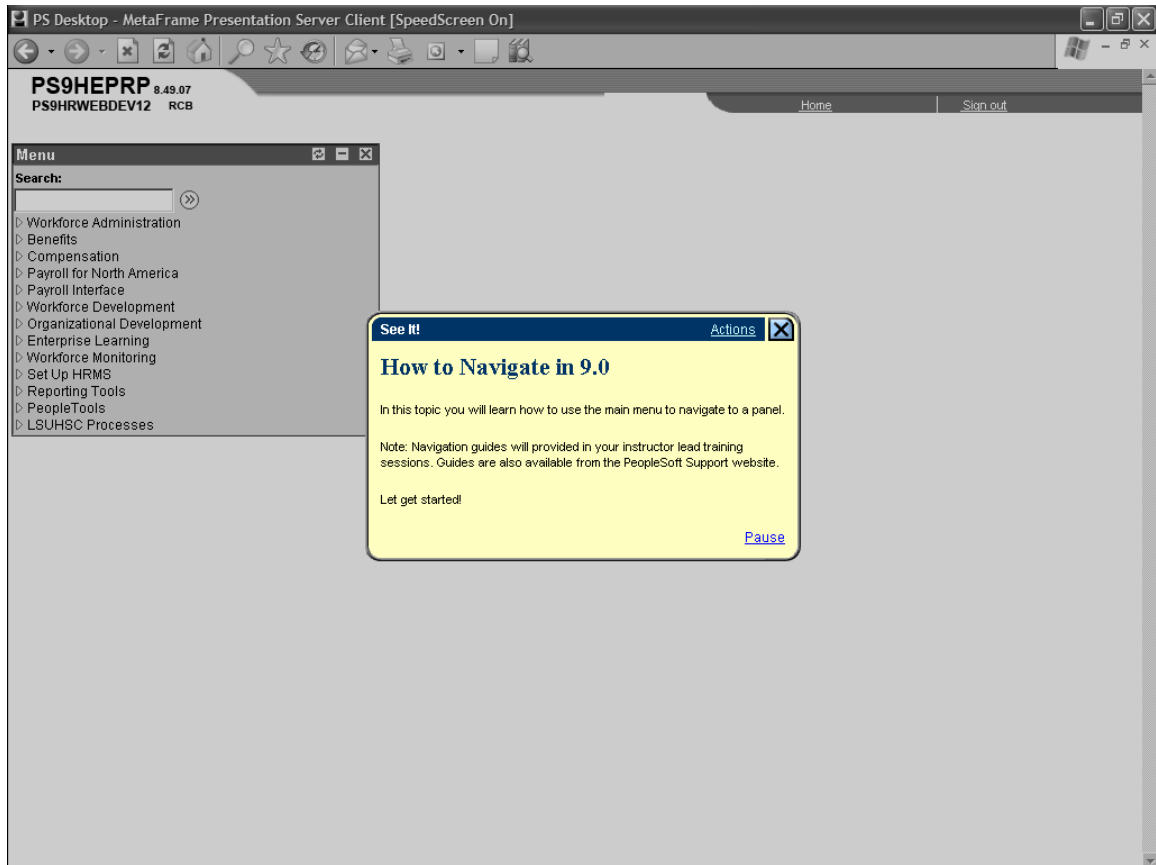 PS Desktop - MetaFrame Presentation Server Client [SpeedScreen On]
PS9HEPRP 8.49.07
PS9HRWEBDEV12 RCB
Home
Sign out
Menu
Search:
Workforce Administration
Benefits
Compensation
Payroll for North America
Payroll Interface
Workforce Development
Organizational Development
Enterprise Learning
Workforce Monitoring
Set Up HRMS
Reporting Tools
PeopleTools
LSUHSC Processes
See It!
Actions
How to Navigate in 9.0
In this topic you will learn how to use the main menu to navigate to a panel.
Note: Navigation guides will provided in your instructor lead training
sessions. Guides are also available from the PeopleSoft Support website.
Let get started!
Pause